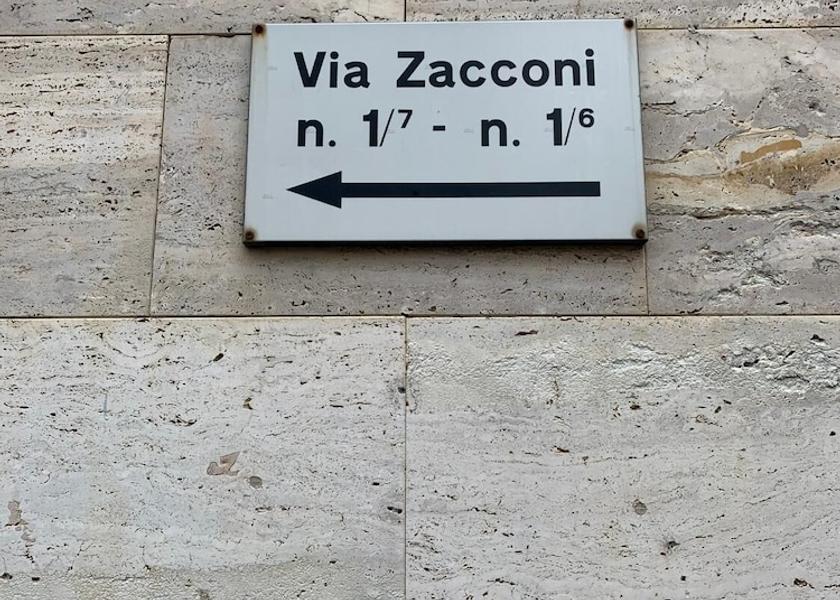 Via Zacconi
n. 1/7 - n. 1/6